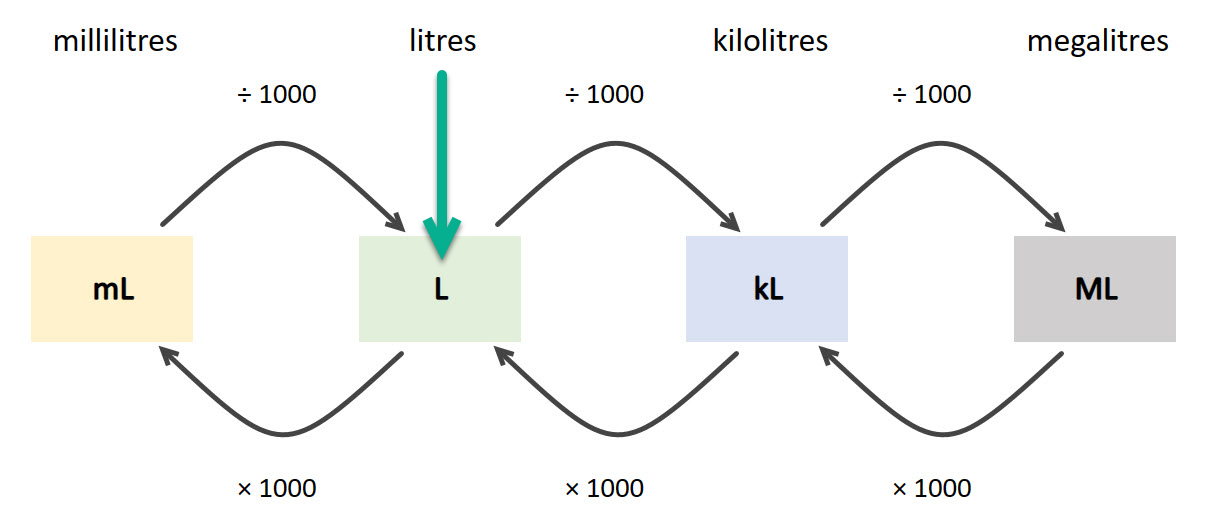 millilitres litres kilolitres megalitres
÷ 1000 ÷ 1000 ÷ 1000
mL L kL ML
× 1000 × 1000 × 1000